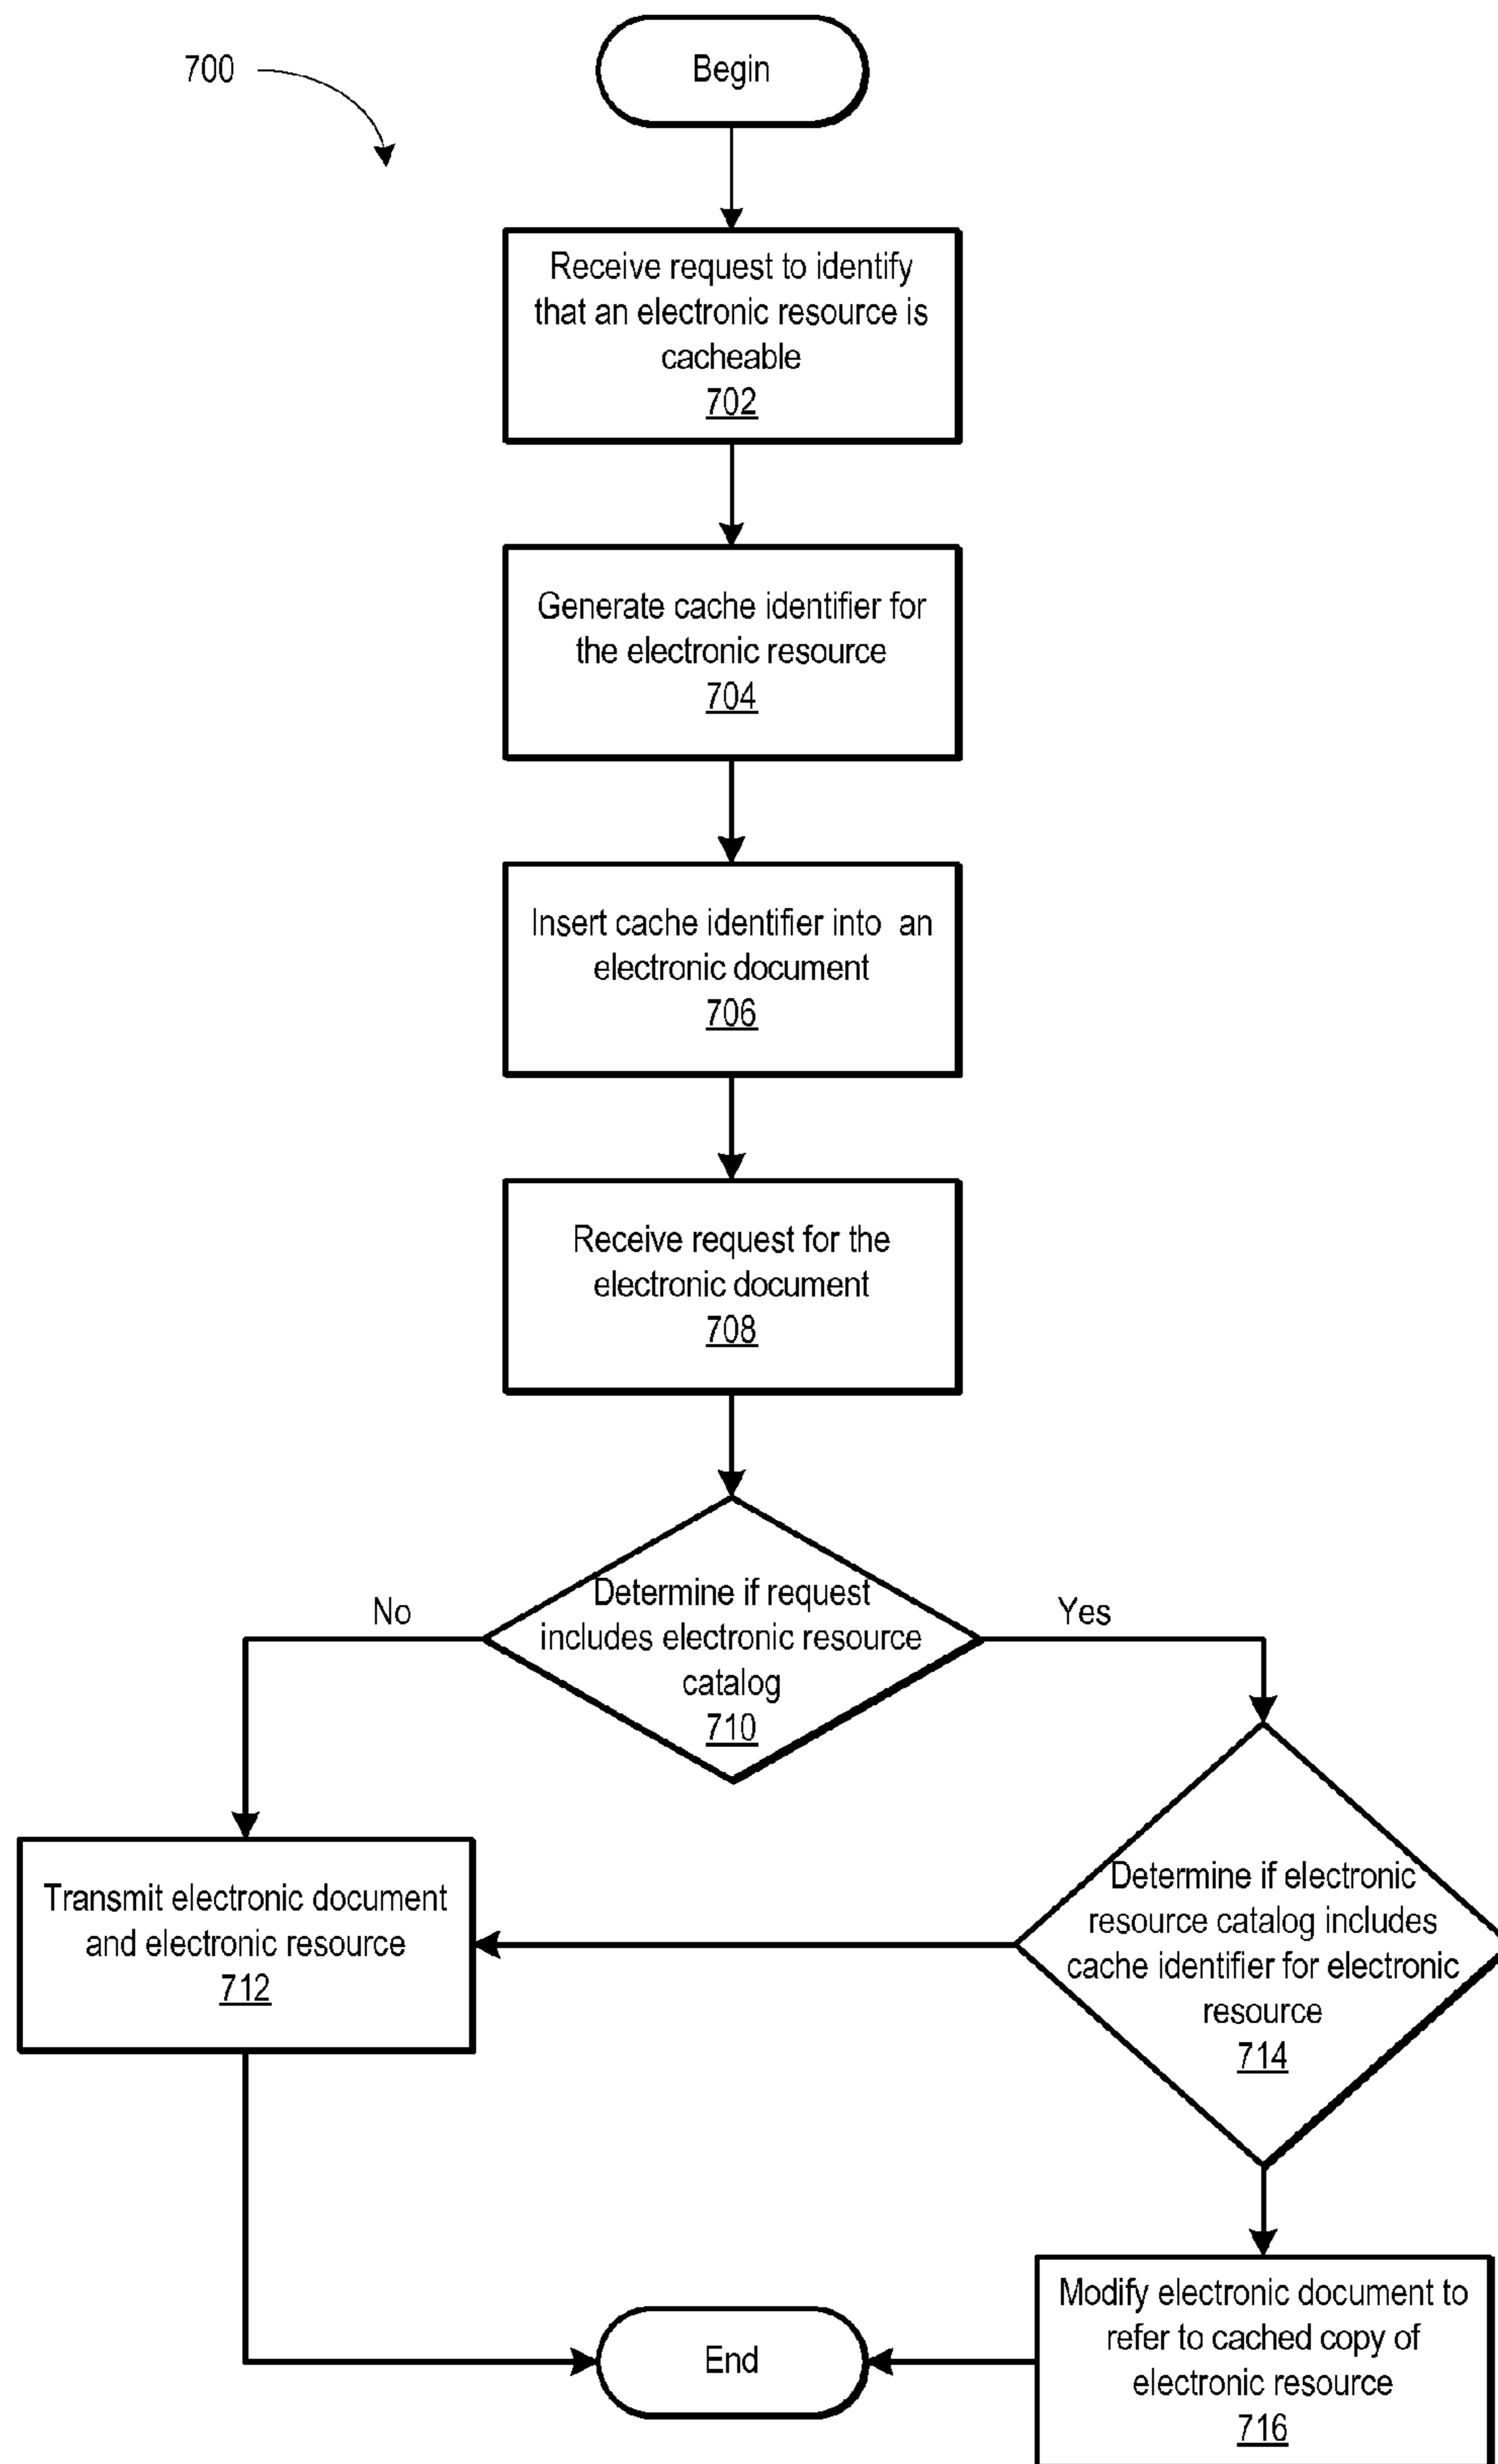 700
Begin
Receive request to identify
that an electronic resource is
cacheable
702
Generate cache identifier for
the electronic resource
704
Insert cache identifier into an
electronic document
706
Receive request for the
electronic document
708
No
Determine if request
includes electronic resource
catalog
710
Yes
Transmit electronic document
and electronic resource
712
Determine if electronic
resource catalog includes
cache identifier for electronic
resource
714
Modify electronic document to
refer to cached copy of
electronic resource
716
End